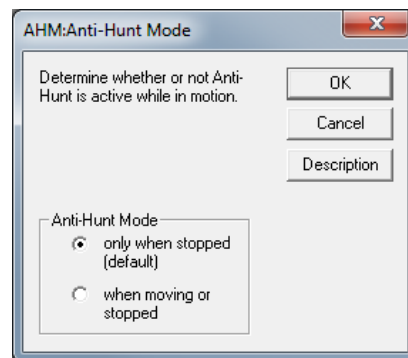 AHM:Anti-Hunt Mode
Determine whether or not Anti-
Hunt is active while in motion.
OK
Cancel
Description
Anti-Hunt Mode
only when stopped
(default)
when moving or
stopped